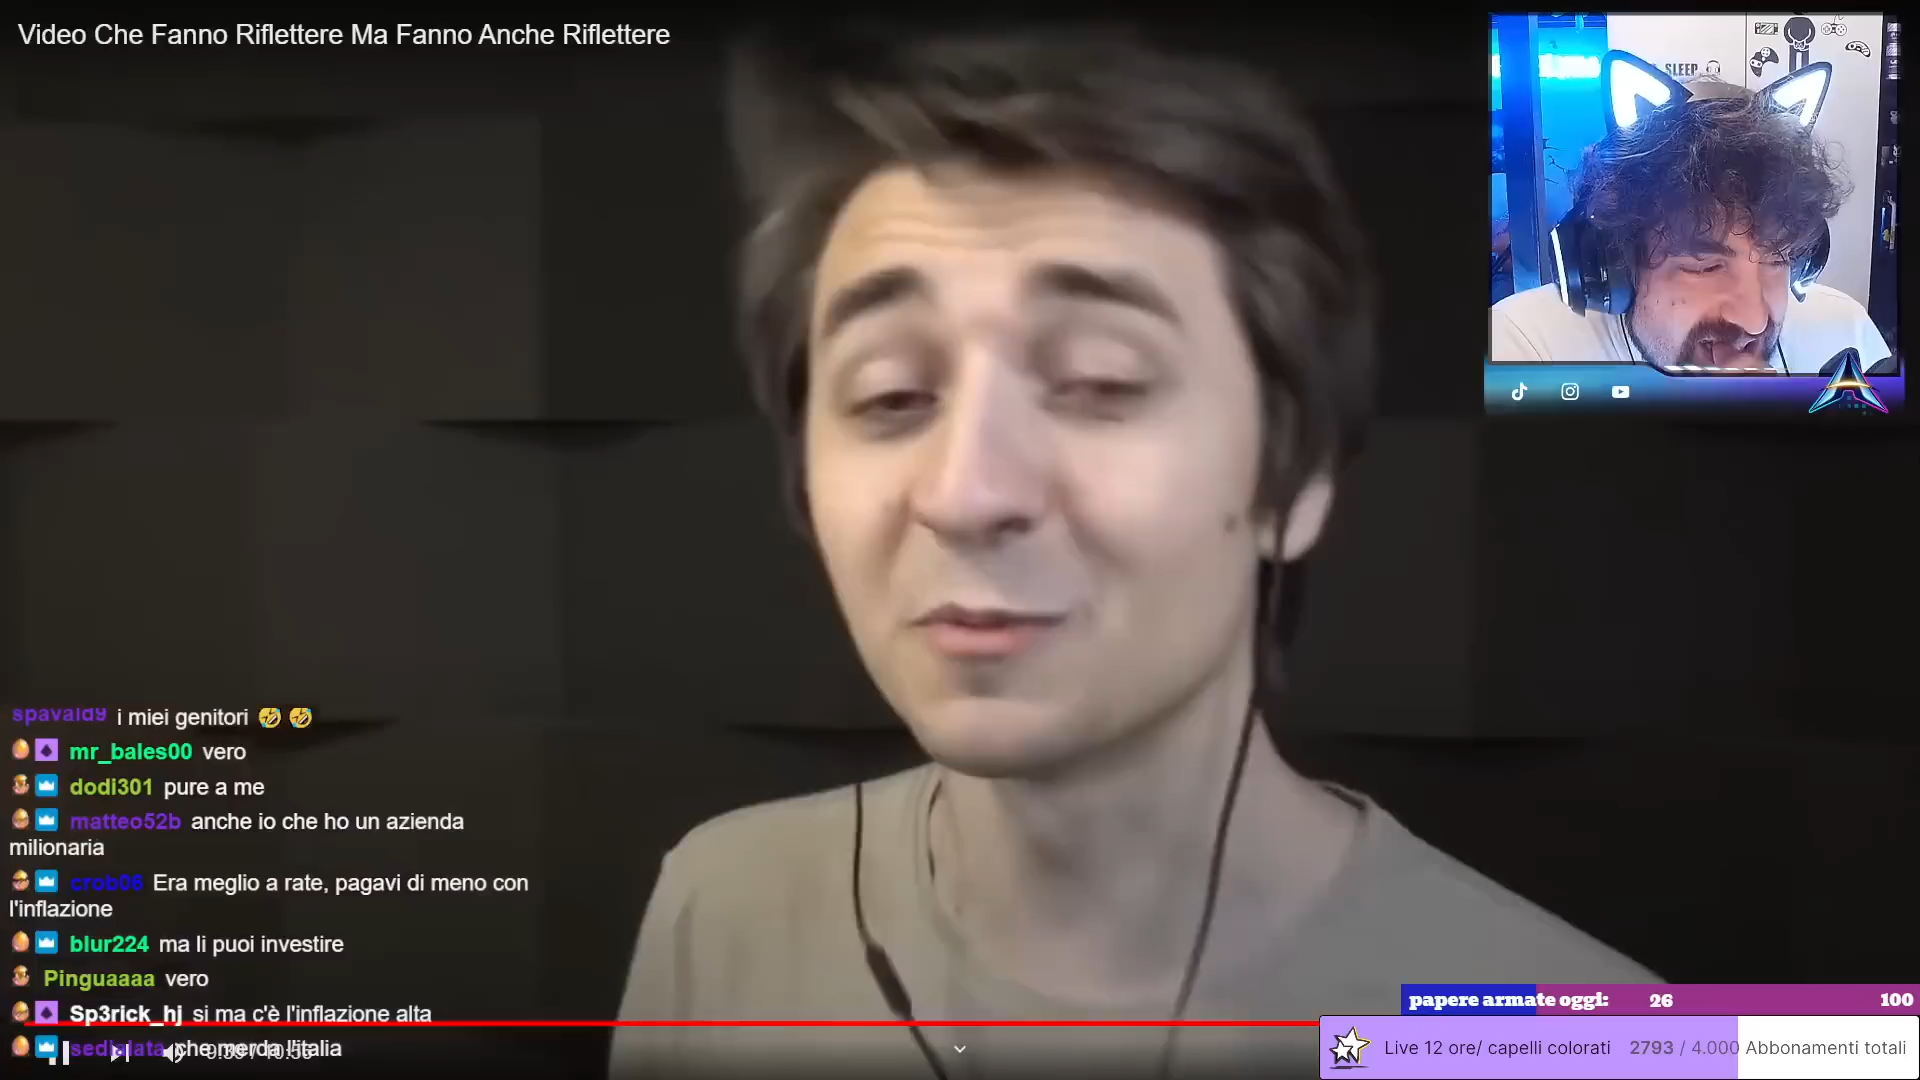 Video Che Fanno Riflettere Ma Fanno Anche Riflettere
SLEEP
spavald9 i miei genitori 🤣 🤣
mr_bales00 vero
dodi301 pure a me
matteo52b anche io che ho un azienda
milionaria
crob06 Era meglio a rate, pagavi di meno con
l'inflazione
blur224 ma li puoi investire
Pinguaaaa vero
Sp3rick_hj si ma c'è l'inflazione alta
sedialata che merda l'italia
papere armate oggi: 26 100
Live 12 ore/ capelli colorati 2793 / 4.000 Abbonamenti totali